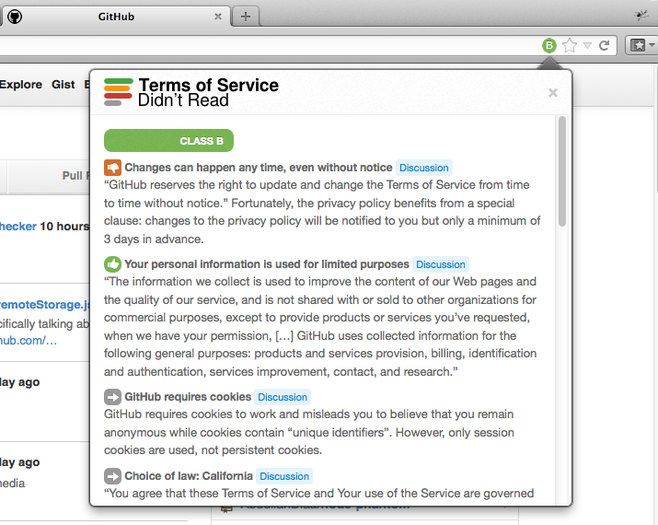 GitHub
B
Explore Gist
Terms of Service
Didn't Read
CLASS B
Pull
Changes can happen any time, even without notice Discussion
“GitHub reserves the right to update and change the Terms of Service from time
to time without notice.” Fortunately, the privacy policy benefits from a special
clause: changes to the privacy policy will be notified to you but only a minimum of
3 days in advance.
hecker 10 hours
Your personal information is used for limited purposes Discussion
“The information we collect is used to improve the content of our Web pages and
the quality of our service, and is not shared with or sold to other organizations for
commercial purposes, except to provide products or services you've requested,
when we have your permission, […] GitHub uses collected information for the
following general purposes: products and services provision, billing, identification
and authentication, services improvement, contact, and research.”
emoteStorage.js
cifically talking ab
hub.com/…
lay ago
GitHub requires cookies Discussion
GitHub requires cookies to work and misleads you to believe that you remain
anonymous while cookies contain “unique identifiers”. However, only session
cookies are used, not persistent cookies.
lay ago
media
Choice of law: California Discussion
“You agree that these Terms of Service and Your use of the Service are governed